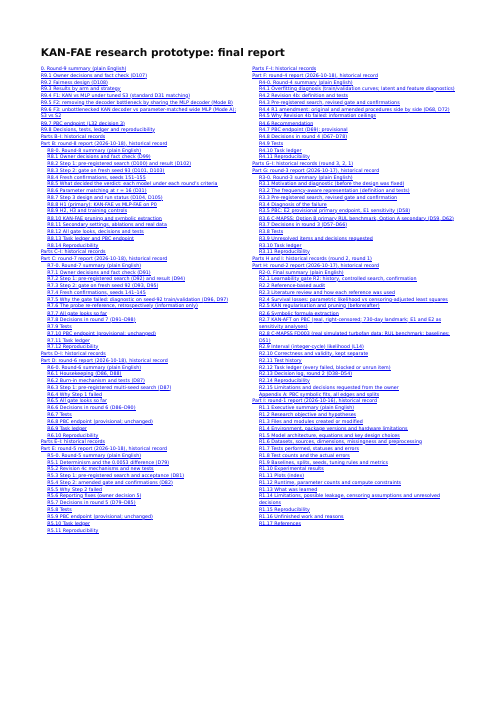 KAN-FAE research prototype: final report
0. Round-9 summary (plain English)
R9.1 Owner decisions and fact check (D107)
R9.2 Fairness design (D108)
R9.3 Results by arm and strategy
R9.4 F1: KAN vs MLP under tuned S3 (standard D31 matching)
R9.5 F2: removing the decoder bottleneck by sharing the MLP decoder (Mode B)
R9.6 F3: unbottlenecked KAN decoder vs parameter-matched wide MLP (Mode A);
S3 vs S2
R9.7 PBC endpoint (L32 decision 3)
R9.8 Decisions, tests, ledger and reproducibility
Parts B–I: historical records
Part B: round-8 report (2026-10-18), historical record
R8-0. Round-8 summary (plain English)
R8.1 Owner decisions (D99)
R8.2 Step 1: pre-registered search (D100) and result (D102)
R8.3 Step 2: fresh gate on seed 93 (D101, D103)
R8.4 Fresh confirmations, seeds 151–155
R8.5 What decided the verdict: each model under each round's criteria
R8.6 Parameter matching at r = 16 (D31)
R8.7 Step 3 design and run status (D104, D105)
R8.8 H1 (primary): KAN-FAE vs MLP-FAE on PD
R8.9 H2, H3 and training controls
R8.10 KAN-FAE pruning and symbolic extraction
R8.11 Secondary settings, ablations and real data
R8.12 All gate looks, decisions and tests
R8.13 Task ledger and PBC endpoint
R8.14 Reproducibility
Parts C–I: historical records
Part C: round-7 report (2026-10-18), historical record
R7-0. Round-7 summary (plain English)
R7.1 Owner decisions and fact check (D91)
R7.2 Step 1: pre-registered search (D92) and result (D94)
R7.3 Step 2, fresh gate on seed 92 (D93, D95)
R7.4 Fresh confirmations, seeds 141–145
R7.5 Why the gate failed: diagnostic on seed-92 train/validation (D96, D97)
R7.6 The probe re-reference, retrospectively (information only)
R7.7 All gate looks so far
R7.8 Decisions in round 7 (D91–D98)
R7.9 Tests
R7.10 PBC endpoint (provisional; unchanged)
R7.11 Task ledger
R7.12 Reproducibility
Parts D–I: historical records
Part D: round-6 report (2026-10-18), historical record
R6-0. Round-6 summary (plain English)
R6.1 Housekeeping (D86, D88)
R6.2 Burn-in mechanism and tests (D87)
R6.3 Step 1: pre-registered multi-seed search (D87)
R6.4 Why Step 1 failed
R6.5 All gate looks so far
R6.6 Decisions in round 6 (D86–D90)
R6.7 Tests
R6.8 PBC endpoint (provisional; unchanged)
R6.9 Task ledger
R6.10 Reproducibility
Parts E–I: historical records
Part E: round-5 report (2026-10-18), historical record
R5-0. Round-5 summary (plain English)
R5.1 Determinism and the 0.0053 difference (D79)
R5.2 Revision 4c: mechanisms and new tests
R5.3 Step 1: pre-registered search and acceptance (D81)
R5.4 Step 2: amended gate and confirmations (D82)
R5.5 Why Step 2 failed
R5.6 Reporting fixes (owner decision 5)
R5.7 Decisions in round 5 (D79–D85)
R5.8 Tests
R5.9 PBC endpoint (provisional; unchanged)
R5.10 Task ledger
R5.11 Reproducibility
Parts F–I: historical records
Part F: round-4 report (2026-10-18), historical record
R4-0. Round-4 summary (plain English)
R4.1 Overfitting diagnosis (train/validation curves; latent and feature diagnostics)
R4.2 Revision 4b: definition and tests
R4.3 Pre-registered search, revised gate and confirmations
R4.4 R1 amendment: original and amended procedures side by side (D68, D72)
R4.5 Why Revision 4b failed: information ceilings
R4.6 Recommendation
R4.7 PBC endpoint (D69): provisional
R4.8 Decisions in round 4 (D67–D78)
R4.9 Tests
R4.10 Task ledger
R4.11 Reproducibility
Parts G–I: historical records (round 3, 2, 1)
Part G: round-3 report (2026-10-17), historical record
R3-0. Round-3 summary (plain English)
R3.1 Motivation and diagnosis (before the design was fixed)
R3.2 The frequency-aware representation (definition and tests)
R3.3 Pre-registered search, revised gate and confirmations
R3.4 Diagnosis of the failure
R3.5 PBC: E2 provisional primary endpoint, E1 sensitivity (D58)
R3.6 C-MAPSS: Option B primary RUL benchmark, Option A secondary (D59, D62)
R3.7 Decisions in round 3 (D57–D66)
R3.8 Tests
R3.9 Unresolved items and decisions requested
R3.10 Task ledger
R3.11 Reproducibility
Parts H and I: historical records (round 2, round 1)
Part H: round-2 report (2026-10-17), historical record
R2-0. Final summary (plain English)
R2.1 Learnability gate R2: history, corrected search, confirmation
R2.2 Reference-based audit
R2.3 Literature review and how each reference was used
R2.4 Survival losses: parametric likelihood vs censoring-adjusted least squares
R2.5 KAN regularisation and pruning (before/after)
R2.6 Symbolic formula extraction
R2.7 KAN-AFT on PBC (real, right-censored; 730-day landmark; E1 and E2 as
sensitivity analyses)
R2.8 C-MAPSS FD003 (real simulated turbofan data; RUL benchmark; baselines;
D51)
R2.9 Interval (integer-cycle) likelihood (L14)
R2.10 Correctness and validity, kept separate
R2.11 Test history
R2.12 Task ledger (every failed, blocked or unrun item)
R2.13 Decision log, round 2 (D38–D54)
R2.14 Reproducibility
R2.15 Limitations and decisions requested from the owner
Appendix A: PBC symbolic fits, all edges and splits
Part I: round-1 report (2026-10-16), historical record
R1.1 Executive summary (plain English)
R1.2 Research objective and hypotheses
R1.3 Files and modules created or modified
R1.4 Environment, package versions and hardware limitations
R1.5 Model architecture, equations and key design choices
R1.6 Datasets, sources, dimensions, missingness and preprocessing
R1.7 Tests performed, statuses and errors
R1.8 Test counts and the actual errors
R1.9 Baselines, splits, seeds, tuning rules and metrics
R1.10 Experimental results
R1.11 Plots (index)
R1.12 Runtime, parameter counts and compute constraints
R1.13 What was learned
R1.14 Limitations, possible leakage, censoring assumptions and unresolved
decisions
R1.15 Reproducibility
R1.16 Unfinished work and reasons
R1.17 References